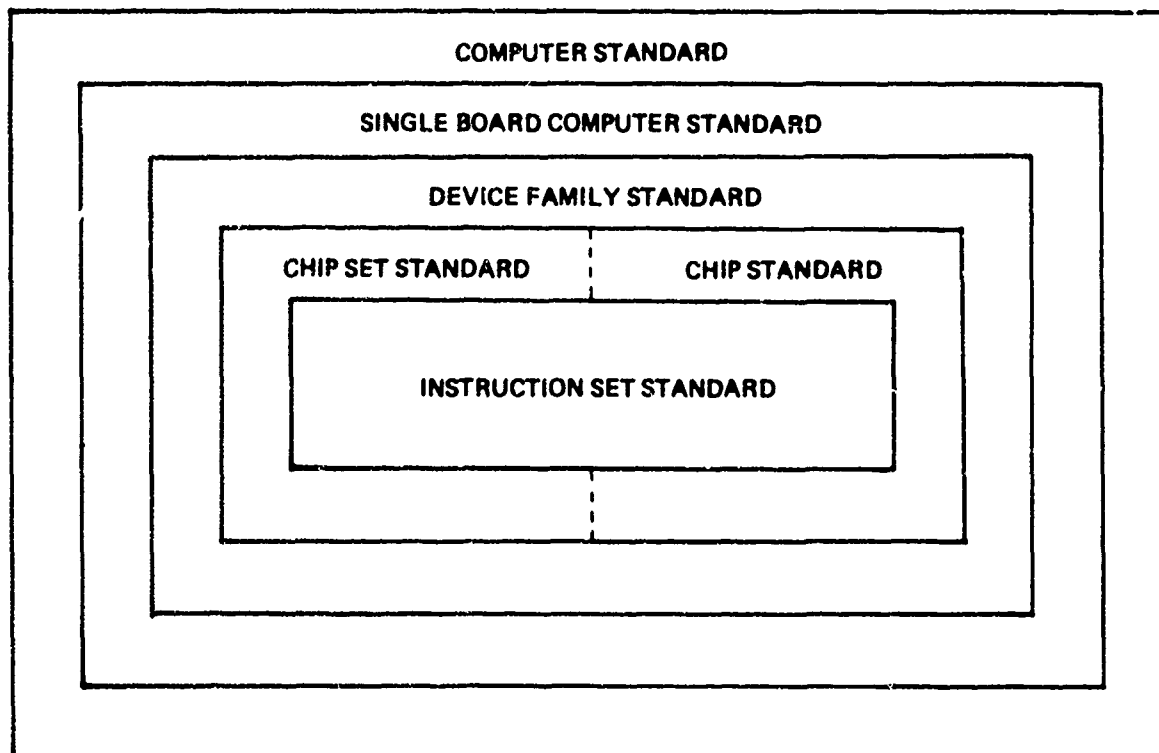 COMPUTER STANDARD
SINGLE BOARD COMPUTER STANDARD
DEVICE FAMILY STANDARD
CHIP SET STANDARD
CHIP STANDARD
INSTRUCTION SET STANDARD